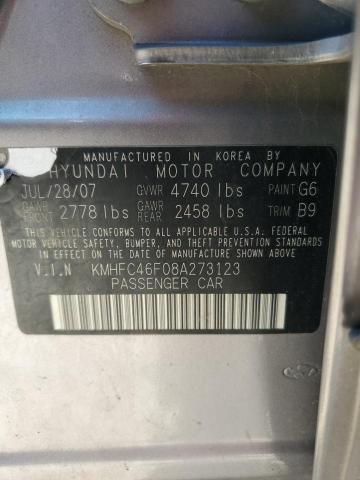 MANUFACTURED IN KOREA BY
HYUNDAI MOTOR COMPANY
JUL/28/07 GVWR 4740 lbs PAINT G6
GAWR FRONT 2778 lbs GAWR REAR 2458 lbs TRIM B9
THIS VEHICLE CONFORMS TO ALL APPLICABLE U.S. FEDERAL
MOTOR VEHICLE SAFETY, BUMPER, AND THEFT PREVENTION
STANDARDS IN EFFECT ON THE DATE OF MANUFACTURE
SHOWN ABOVE.
V.I.N KMHFC46F08A273123
PASSENGER CAR